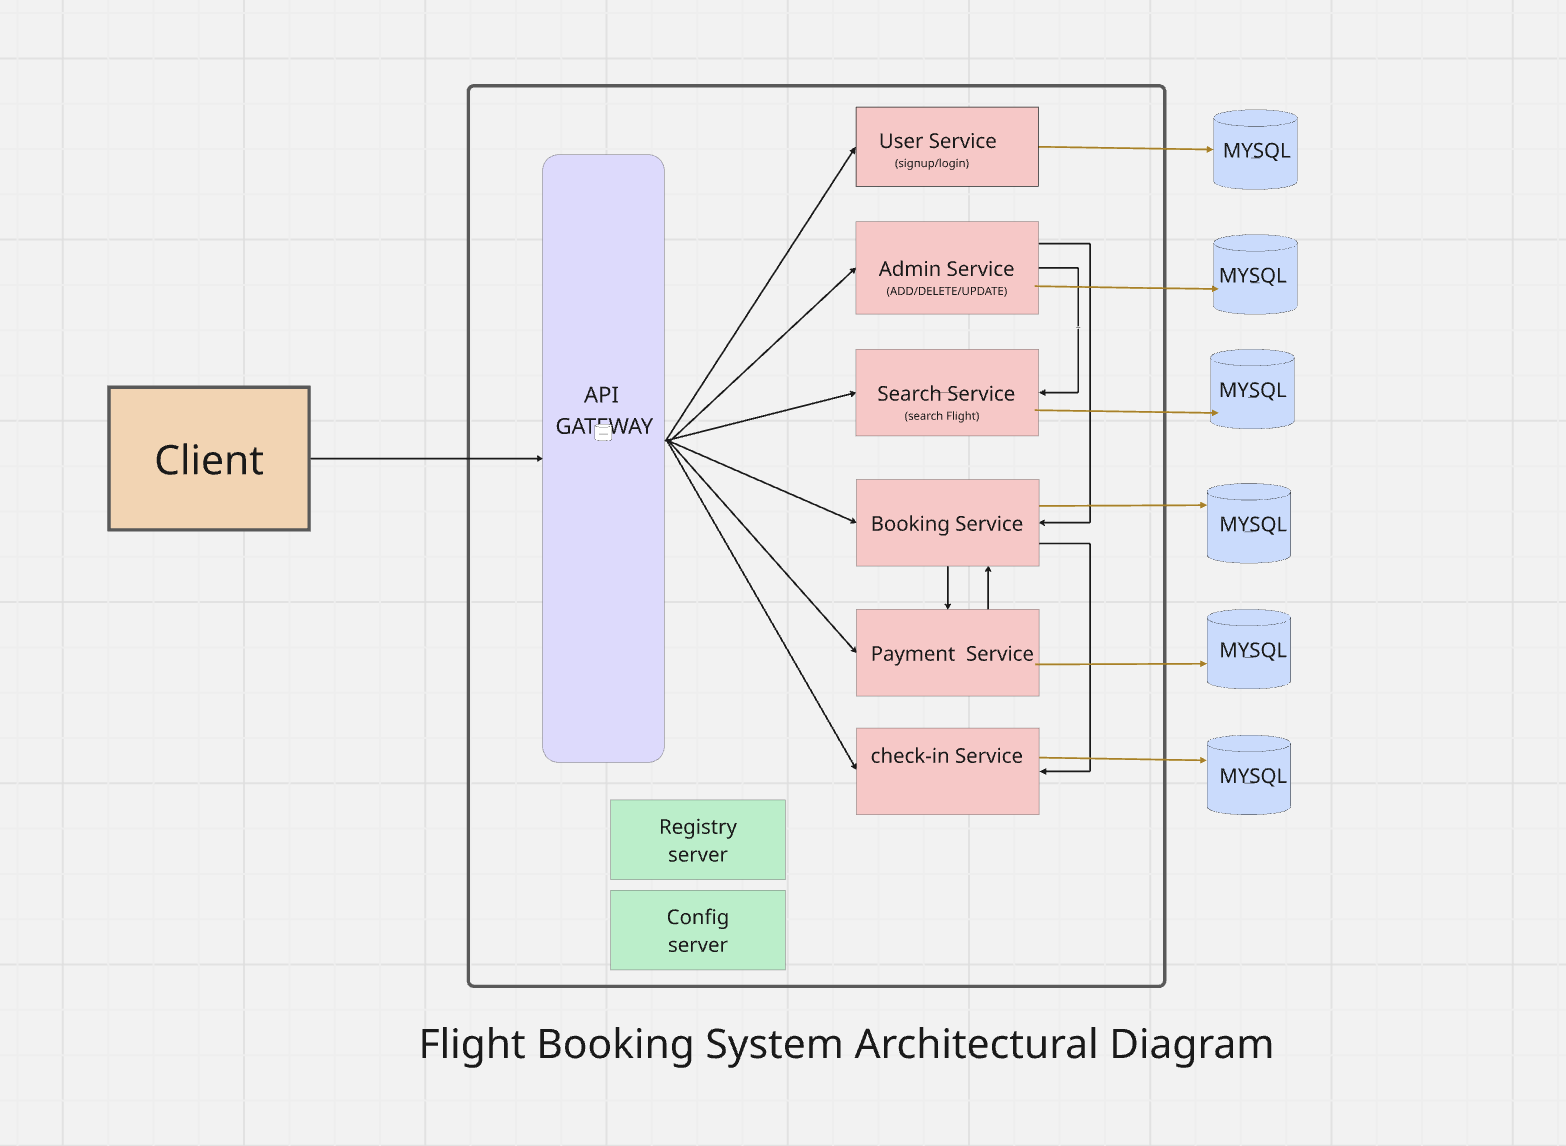 User Service
(signup/login)
MYSQL
Admin Service
(ADD/DELETE/UPDATE)
MYSQL
API
GATEWAY
Search Service
(search Flight)
MYSQL
Client
Booking Service
MYSQL
Payment  Service
MYSQL
check-in Service
MYSQL
Registry
server
Config
server
Flight Booking System Architectural Diagram